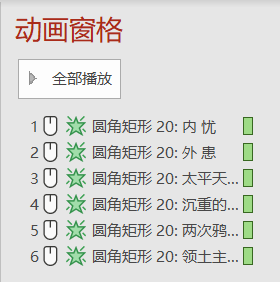 动画窗格
全部播放
1 圆角矩形 20: 内 忧
2 圆角矩形 20: 外 患
3 圆角矩形 20: 太平天...
4 圆角矩形 20: 沉重的...
5 圆角矩形 20: 两次鸦...
6 圆角矩形 20: 领土主...